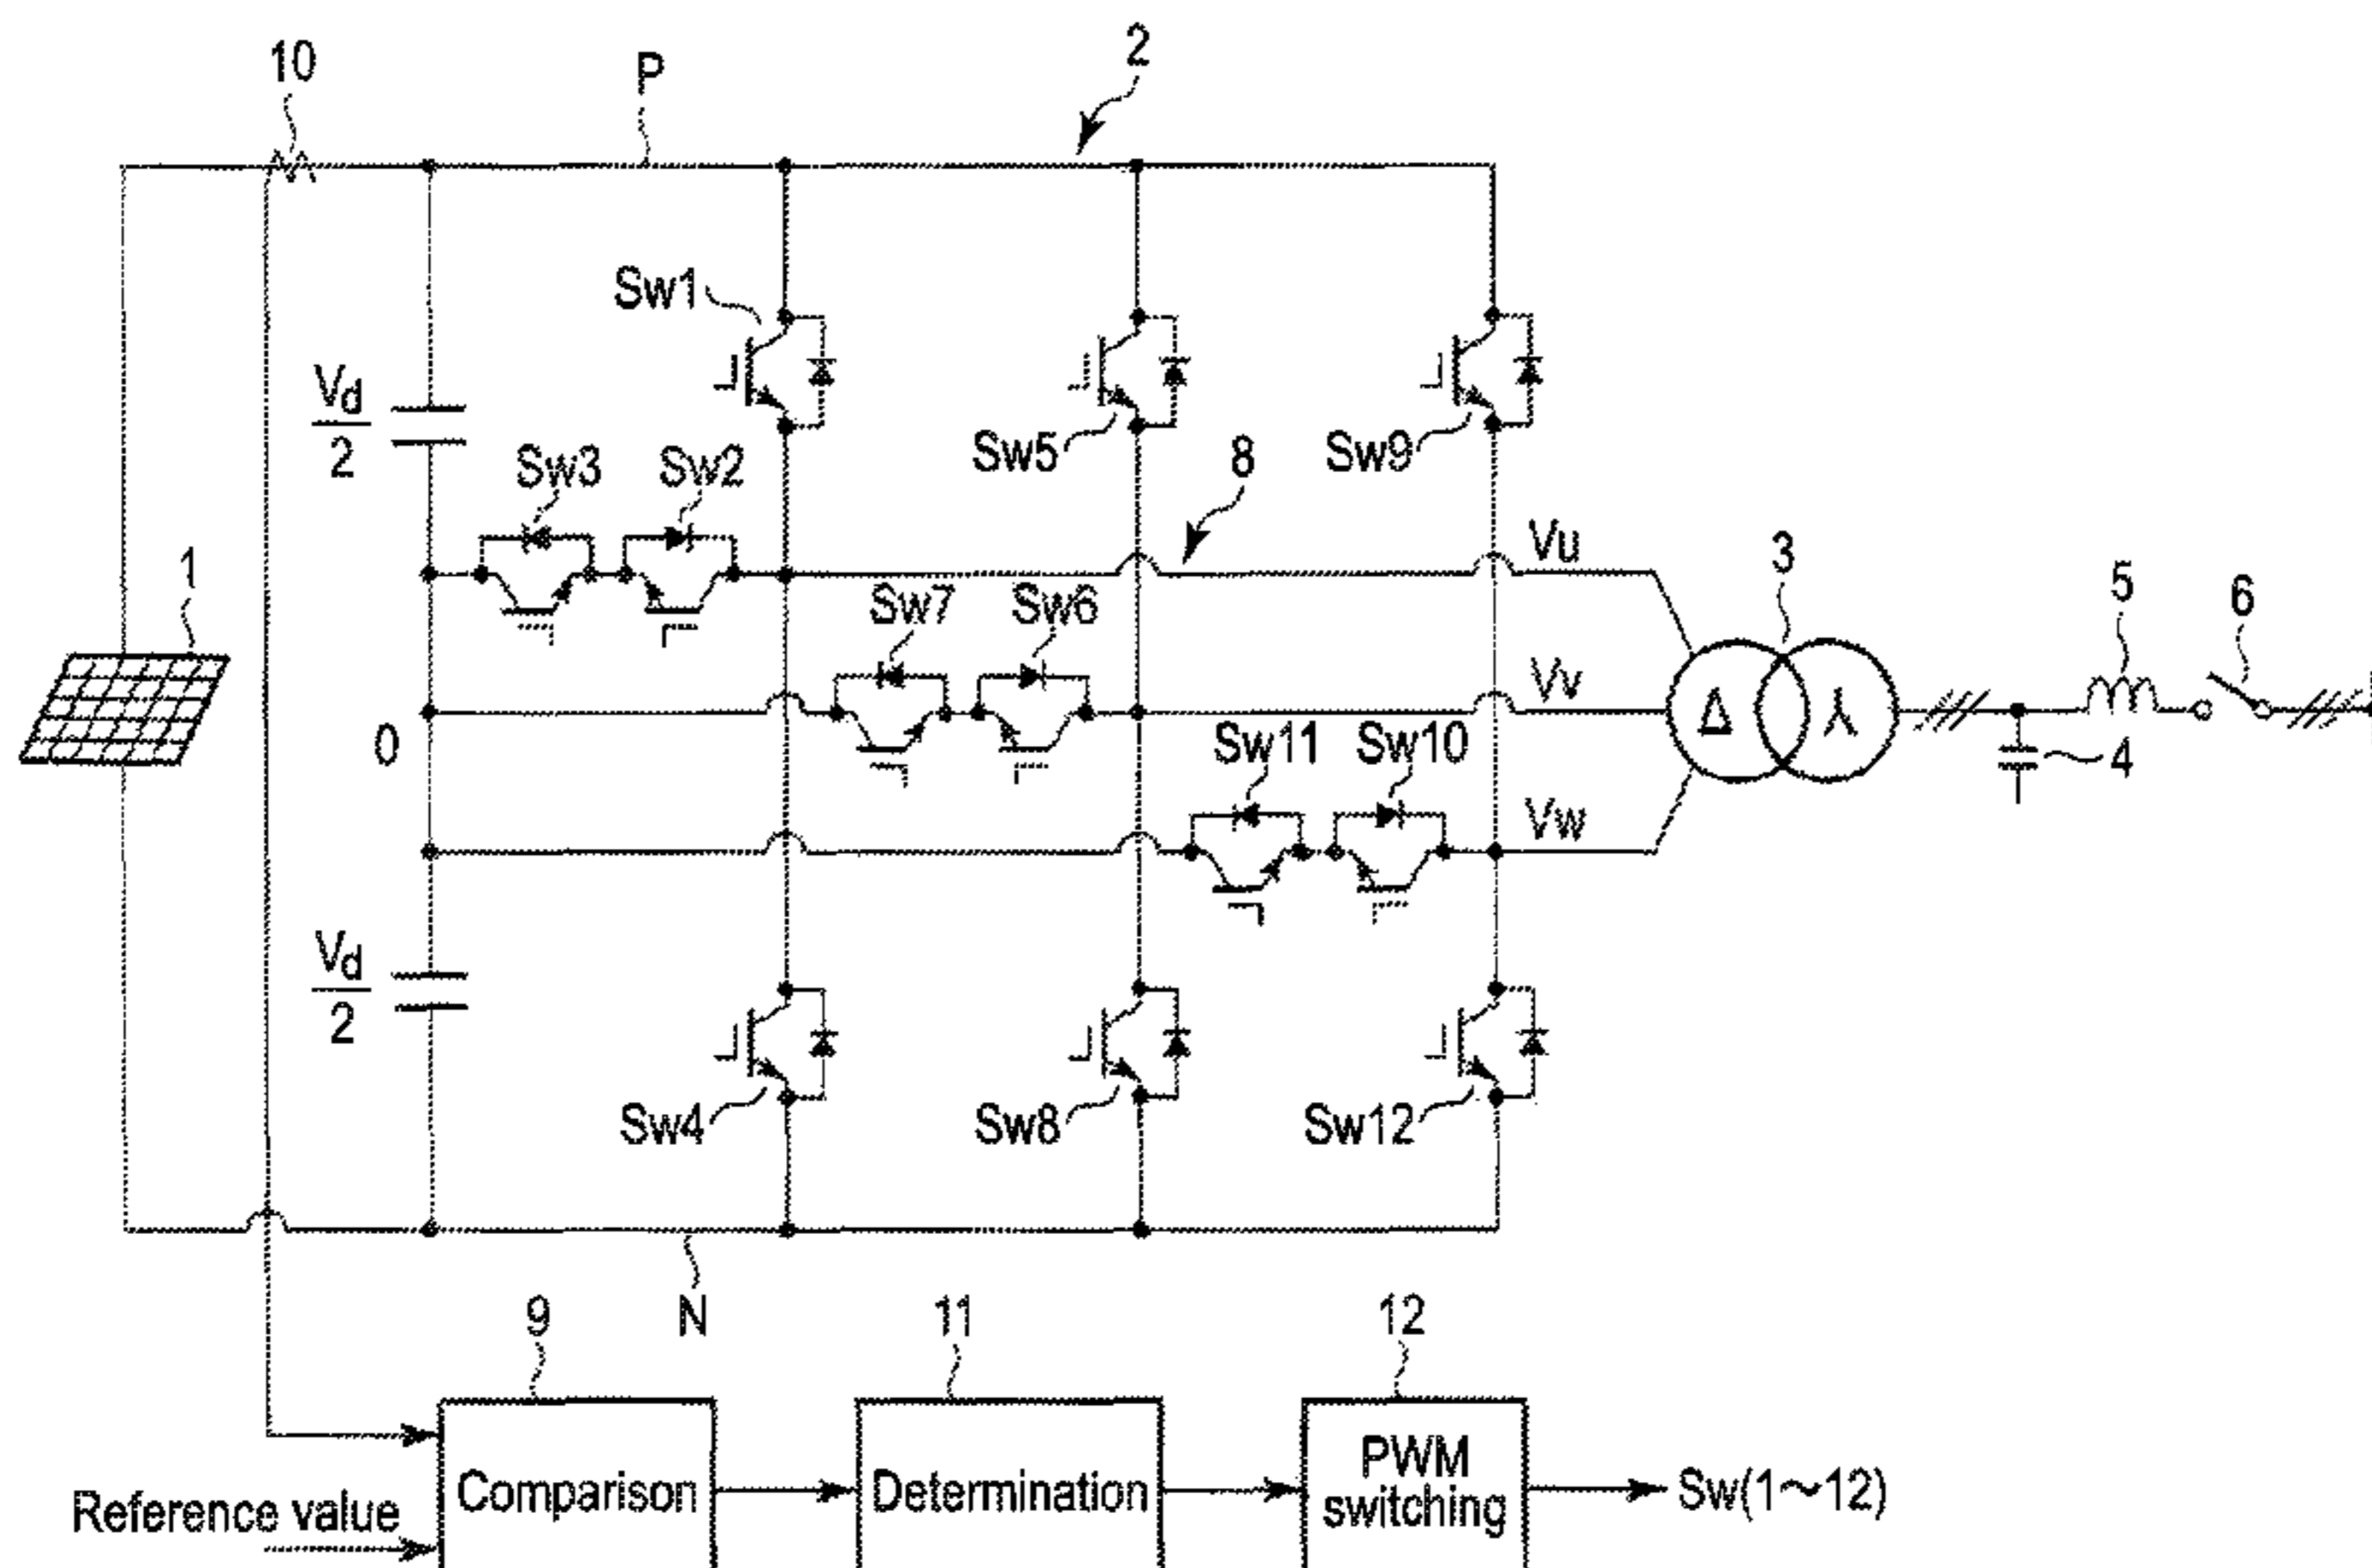 10
P
2
Sw1
Vd
2
Sw3
Sw2
Sw5
8
Sw9
1
Vu
3
5
6
Sw7
Sw6
0
Vv
Δ
Sw11
Sw10
4
Vw
Vd
2
Sw4
Sw8
Sw12
N
9
11
12
Comparison
Determination
PWM
switching
Sw(1~12)
Reference value